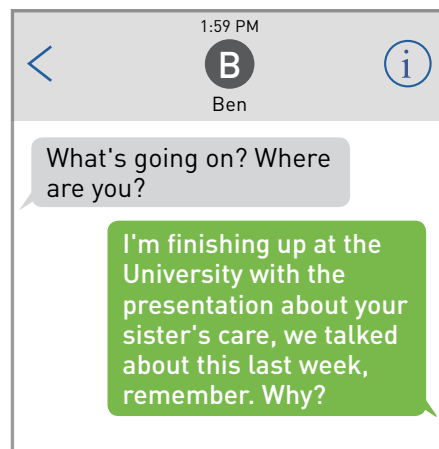 1:59 PM
B
i
Ben
What's going on? Where
are you?
I'm finishing up at the
University with the
presentation about your
sister's care, we talked
about this last week,
remember. Why?